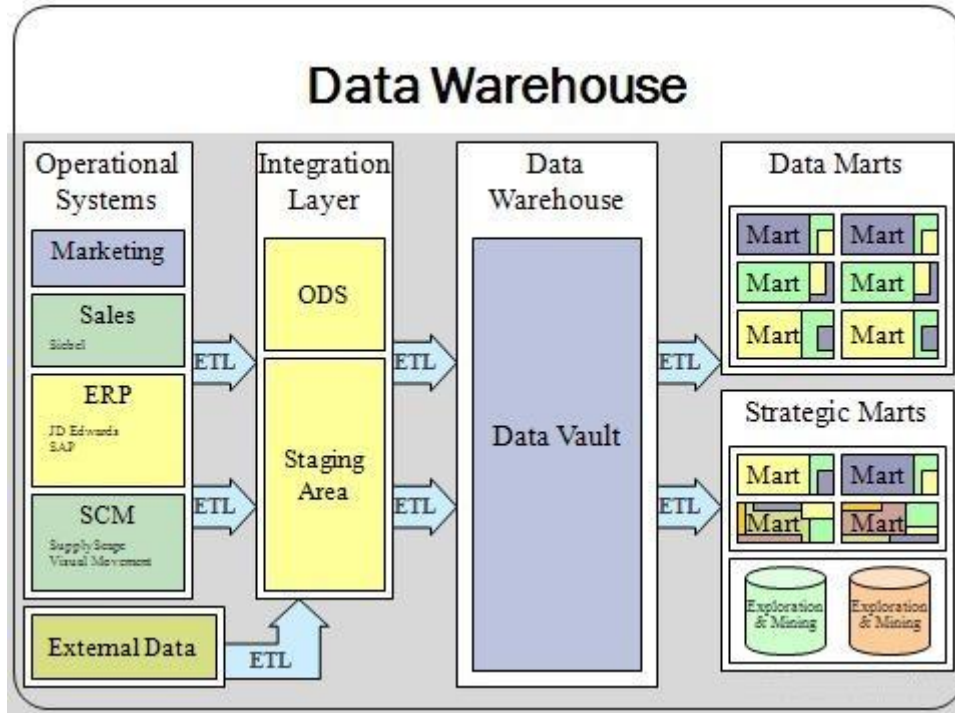 Data Warehouse
Operational
Systems
Marketing
Sales
Siebel
ERP
JD Edwards
SAP
SCM
SupplyScape
Visual Movement
External Data
ETL
ETL
ETL
Integration
Layer
ODS
Staging
Area
ETL
ETL
Data
Warehouse
Data Vault
ETL
ETL
Data Marts
Mart
Mart
Mart
Mart
Mart
Mart
Strategic Marts
Mart
Mart
Mart
Mart
Exploration
& Mining
Exploration
& Mining